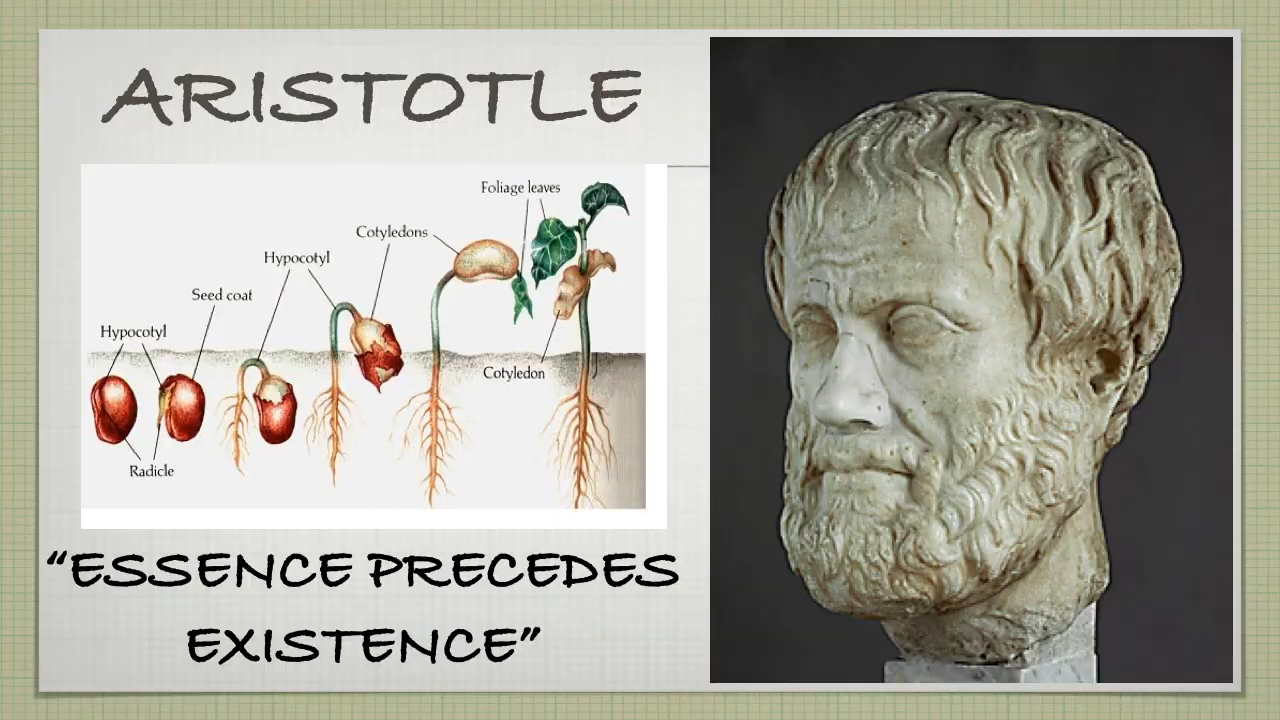 ARISTOTLE
Foliage leaves
Cotyledons
Hypocotyl
Seed coat
Hypocotyl
Cotyledon
Radicle
“ESSENCE PRECEDES
EXISTENCE”